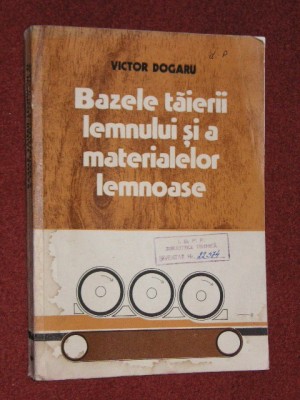 VICTOR DOGARU
Bazele tăierii
lemnului și a
materialelor
lemnoase